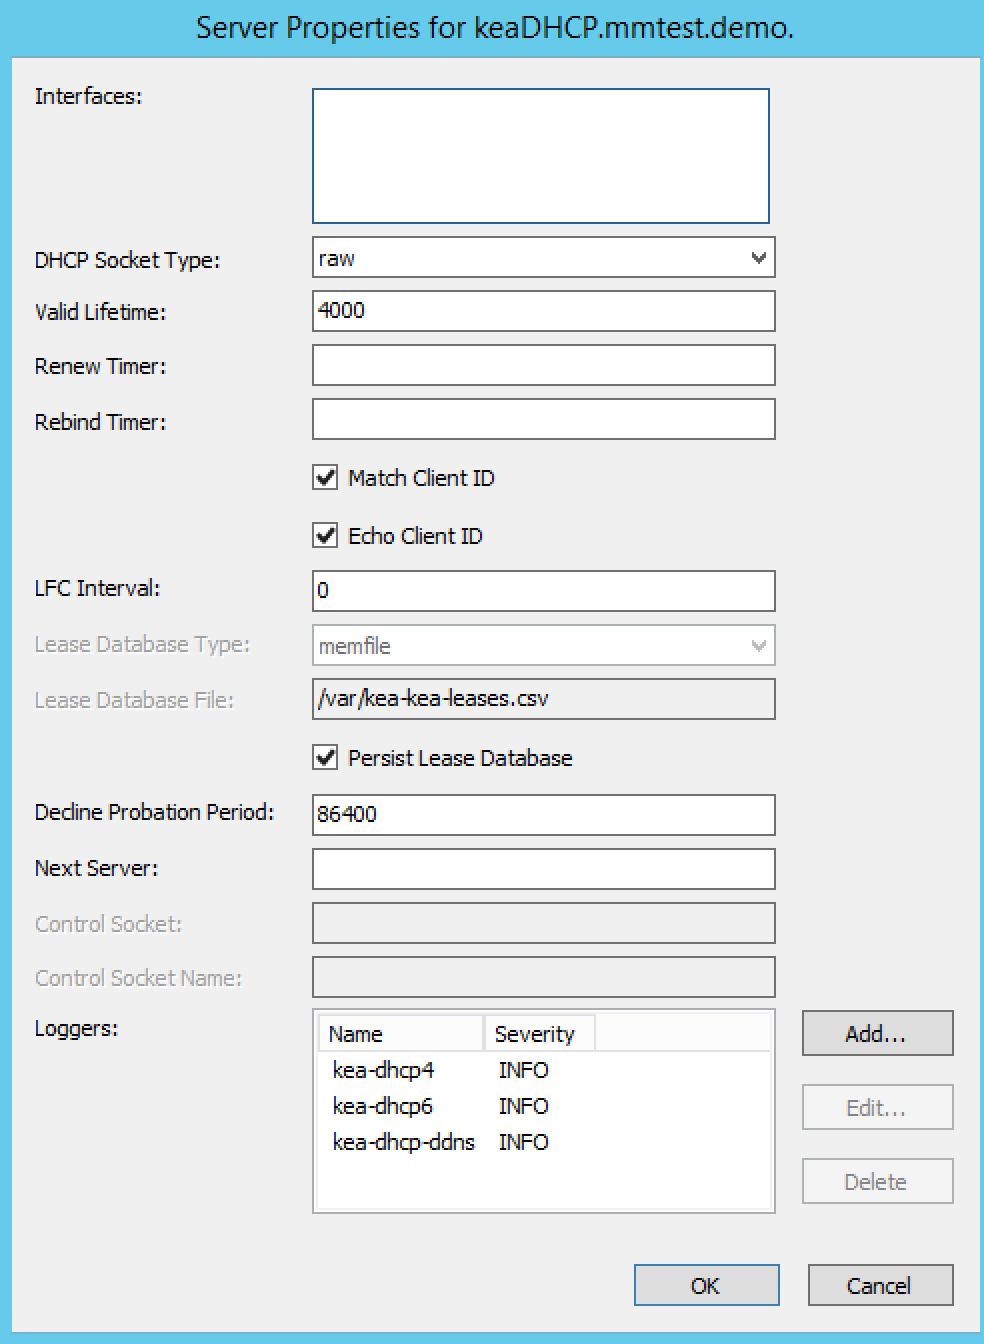 Server Properties for keaDHCP.mmtest.demo.
Interfaces:
DHCP Socket Type: raw
Valid Lifetime: 4000
Renew Timer:
Rebind Timer:
Match Client ID
Echo Client ID
LFC Interval: 0
Lease Database Type: memfile
Lease Database File: /var/kea-kea-leases.csv
Persist Lease Database
Decline Probation Period: 86400
Next Server:
Control Socket:
Control Socket Name:
Loggers:
Name Severity
kea-dhcp4 INFO
kea-dhcp6 INFO
kea-dhcp-ddns INFO
Add...
Edit...
Delete
OK Cancel